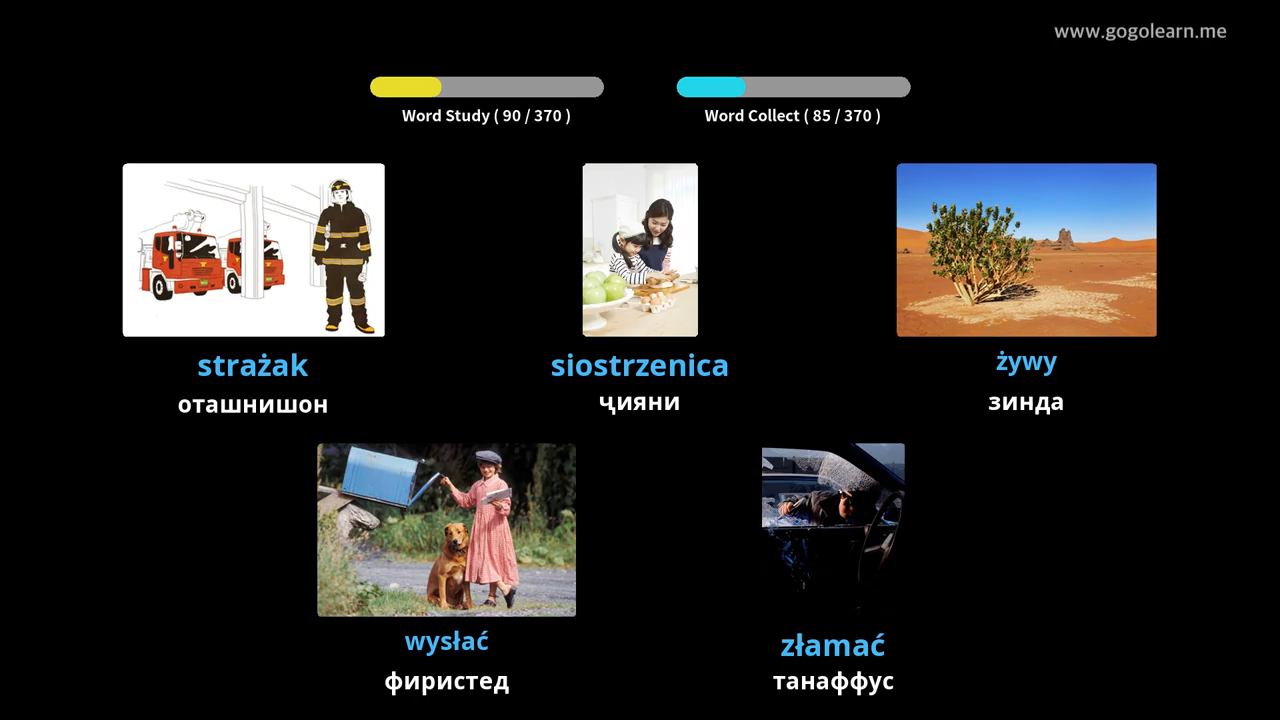 www.gogolearn.me
Word Study ( 90 / 370 )
Word Collect ( 85 / 370 )
strażak
siostrzenica
żywy
оташнишон
ҷияни
зинда
wysłać
złamać
фиристед
танаффус